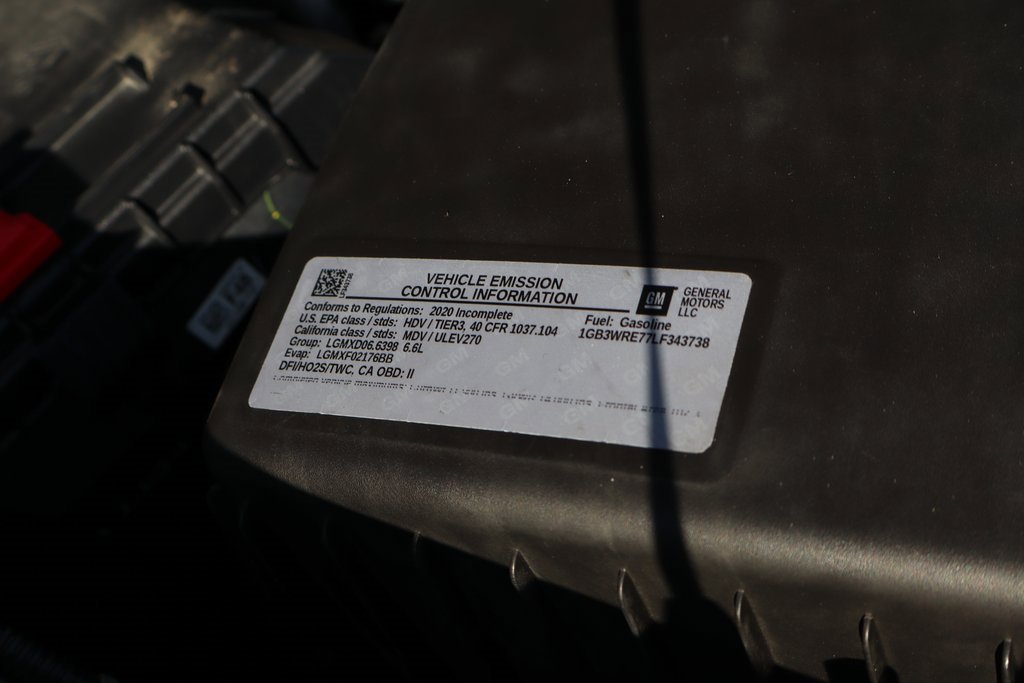 VEHICLE EMISSION
CONTROL INFORMATION
GM
GENERAL
MOTORS
LLC
Conforms to Regulations: 2020 Incomplete
U.S. EPA class / stds: HDV / TIER3, 40 CFR 1037.104
California class / stds: MDV / ULEV270
Group: LGMXD06.6398 6.6L
Evap: LGMXF02176BB
DFI/HO2S/TWC, CA OBD: II
Fuel: Gasoline
1GB3WRE77LF343738